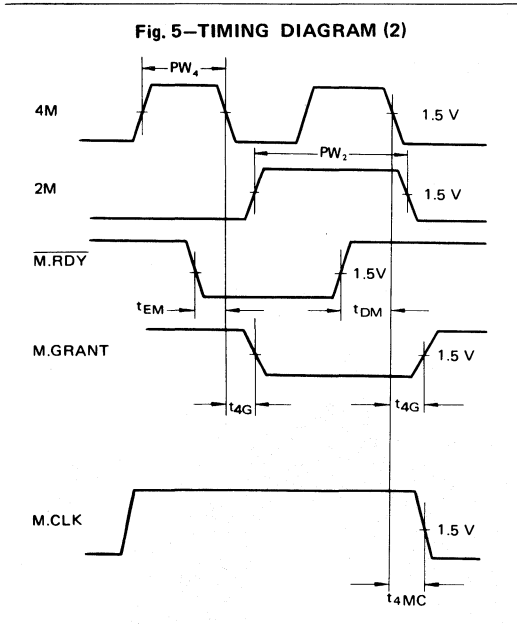 Fig. 5—TIMING DIAGRAM (2)
PW4
4M
1.5 V
PW2
2M
1.5 V
M.RDY
1.5V
tEM
tDM
M.GRANT
1.5 V
t4G
t4G
M.CLK
1.5 V
t4MC